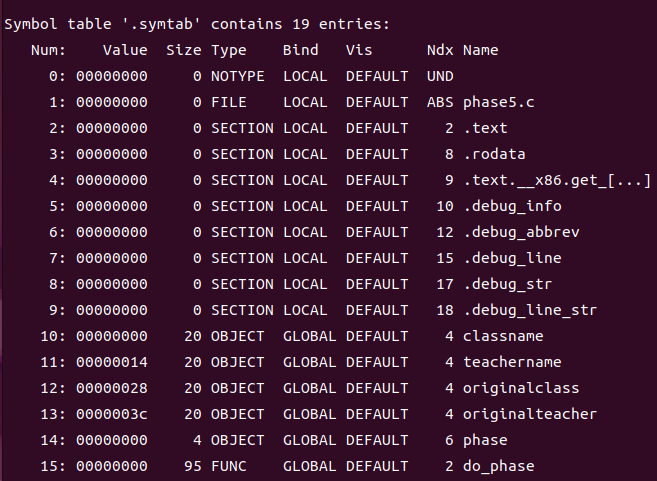 Symbol table '.symtab' contains 19 entries:
Num: Value Size Type Bind Vis Ndx Name
0: 00000000 0 NOTYPE LOCAL DEFAULT UND
1: 00000000 0 FILE LOCAL DEFAULT ABS phase5.c
2: 00000000 0 SECTION LOCAL DEFAULT 2 .text
3: 00000000 0 SECTION LOCAL DEFAULT 8 .rodata
4: 00000000 0 SECTION LOCAL DEFAULT 9 .text.__x86.get_[...]
5: 00000000 0 SECTION LOCAL DEFAULT 10 .debug_info
6: 00000000 0 SECTION LOCAL DEFAULT 12 .debug_abbrev
7: 00000000 0 SECTION LOCAL DEFAULT 15 .debug_line
8: 00000000 0 SECTION LOCAL DEFAULT 17 .debug_str
9: 00000000 0 SECTION LOCAL DEFAULT 18 .debug_line_str
10: 00000000 20 OBJECT GLOBAL DEFAULT 4 classname
11: 00000014 20 OBJECT GLOBAL DEFAULT 4 teachername
12: 00000028 20 OBJECT GLOBAL DEFAULT 4 originalclass
13: 0000003c 20 OBJECT GLOBAL DEFAULT 4 originalteacher
14: 00000000 4 OBJECT GLOBAL DEFAULT 6 phase
15: 00000000 95 FUNC GLOBAL DEFAULT 2 do_phase